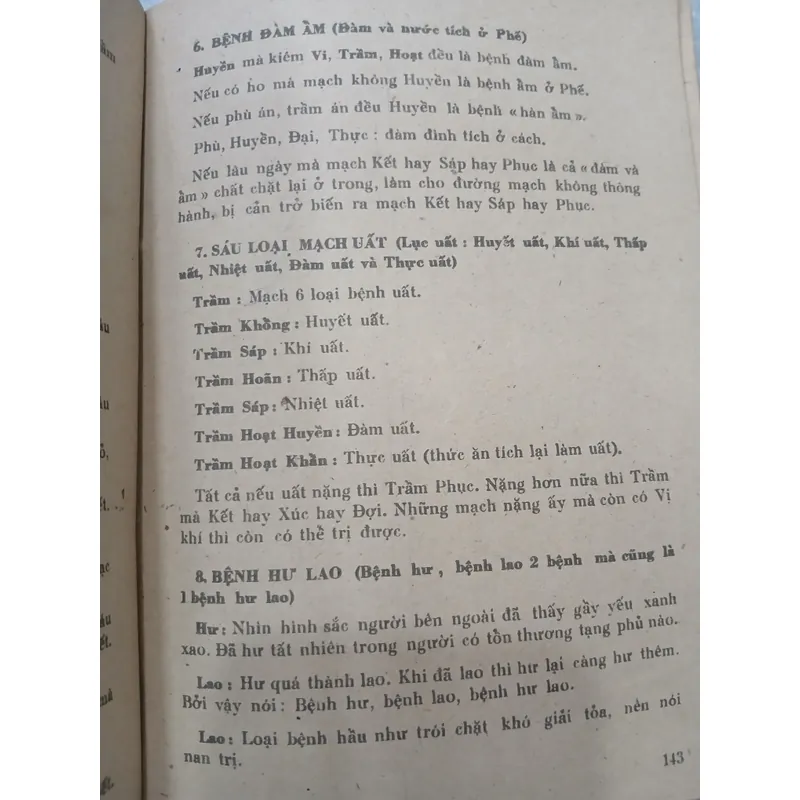 6. BỆNH ĐÀM ẨM (Đàm và nước tích ở Phế)
Huyền mà kiêm Vi, Trầm, Hoạt đều là bệnh đàm ẩm.
Nếu có ho mà mạch không Huyền là bệnh ẩm ở Phế.
Nếu phù án, trầm án đều Huyền là bệnh « hàn ẩm ».
Phù, Huyền, Đại, Thực : đàm đình tích ở cách.
Nếu lâu ngày mà mạch Kết hay Sáp hay Phục là cả « đàm và
ẩm » chất chặt lại ở trong, làm cho đường mạch không thông
hành, bị cản trở biến ra mạch Kết hay Sáp hay Phục.
7. SÁU LOẠI MẠCH UẤT (Lục uất : Huyết uất, Khí uất, Thấp
uất, Nhiệt uất, Đàm uất và Thực uất)
Trầm : Mạch 6 loại bệnh uất.
Trầm Khổng : Huyết uất.
Trầm Sáp : Khí uất.
Trầm Hoãn : Thấp uất.
Trầm Sáp : Nhiệt uất.
Trầm Hoạt Huyền : Đàm uất.
Trầm Hoạt Khẩn : Thực uất (thức ăn tích lại làm uất).
Tất cả nếu uất nặng thì Trầm Phục. Nặng hơn nữa thì Trầm
mà Kết hay Xúc hay Đợi. Những mạch nặng ấy mà còn có Vị
khí thì còn có thể trị được.
8. BỆNH HƯ LAO (Bệnh hư , bệnh lao 2 bệnh mà cũng là
1 bệnh hư lao)
Hư : Nhìn hình sắc người bên ngoài đã thấy gầy yếu xanh
xao. Đã hư tất nhiên trong người có tổn thương tạng phủ nào.
Lao : Hư quá thành lao. Khi đã lao thì hư lại càng hư thêm.
Bởi vậy nói : Bệnh hư, bệnh lao, bệnh hư lao.
Lao : Loại bệnh hầu như trói chặt khó giải tỏa, nên nói
nan trị.
143